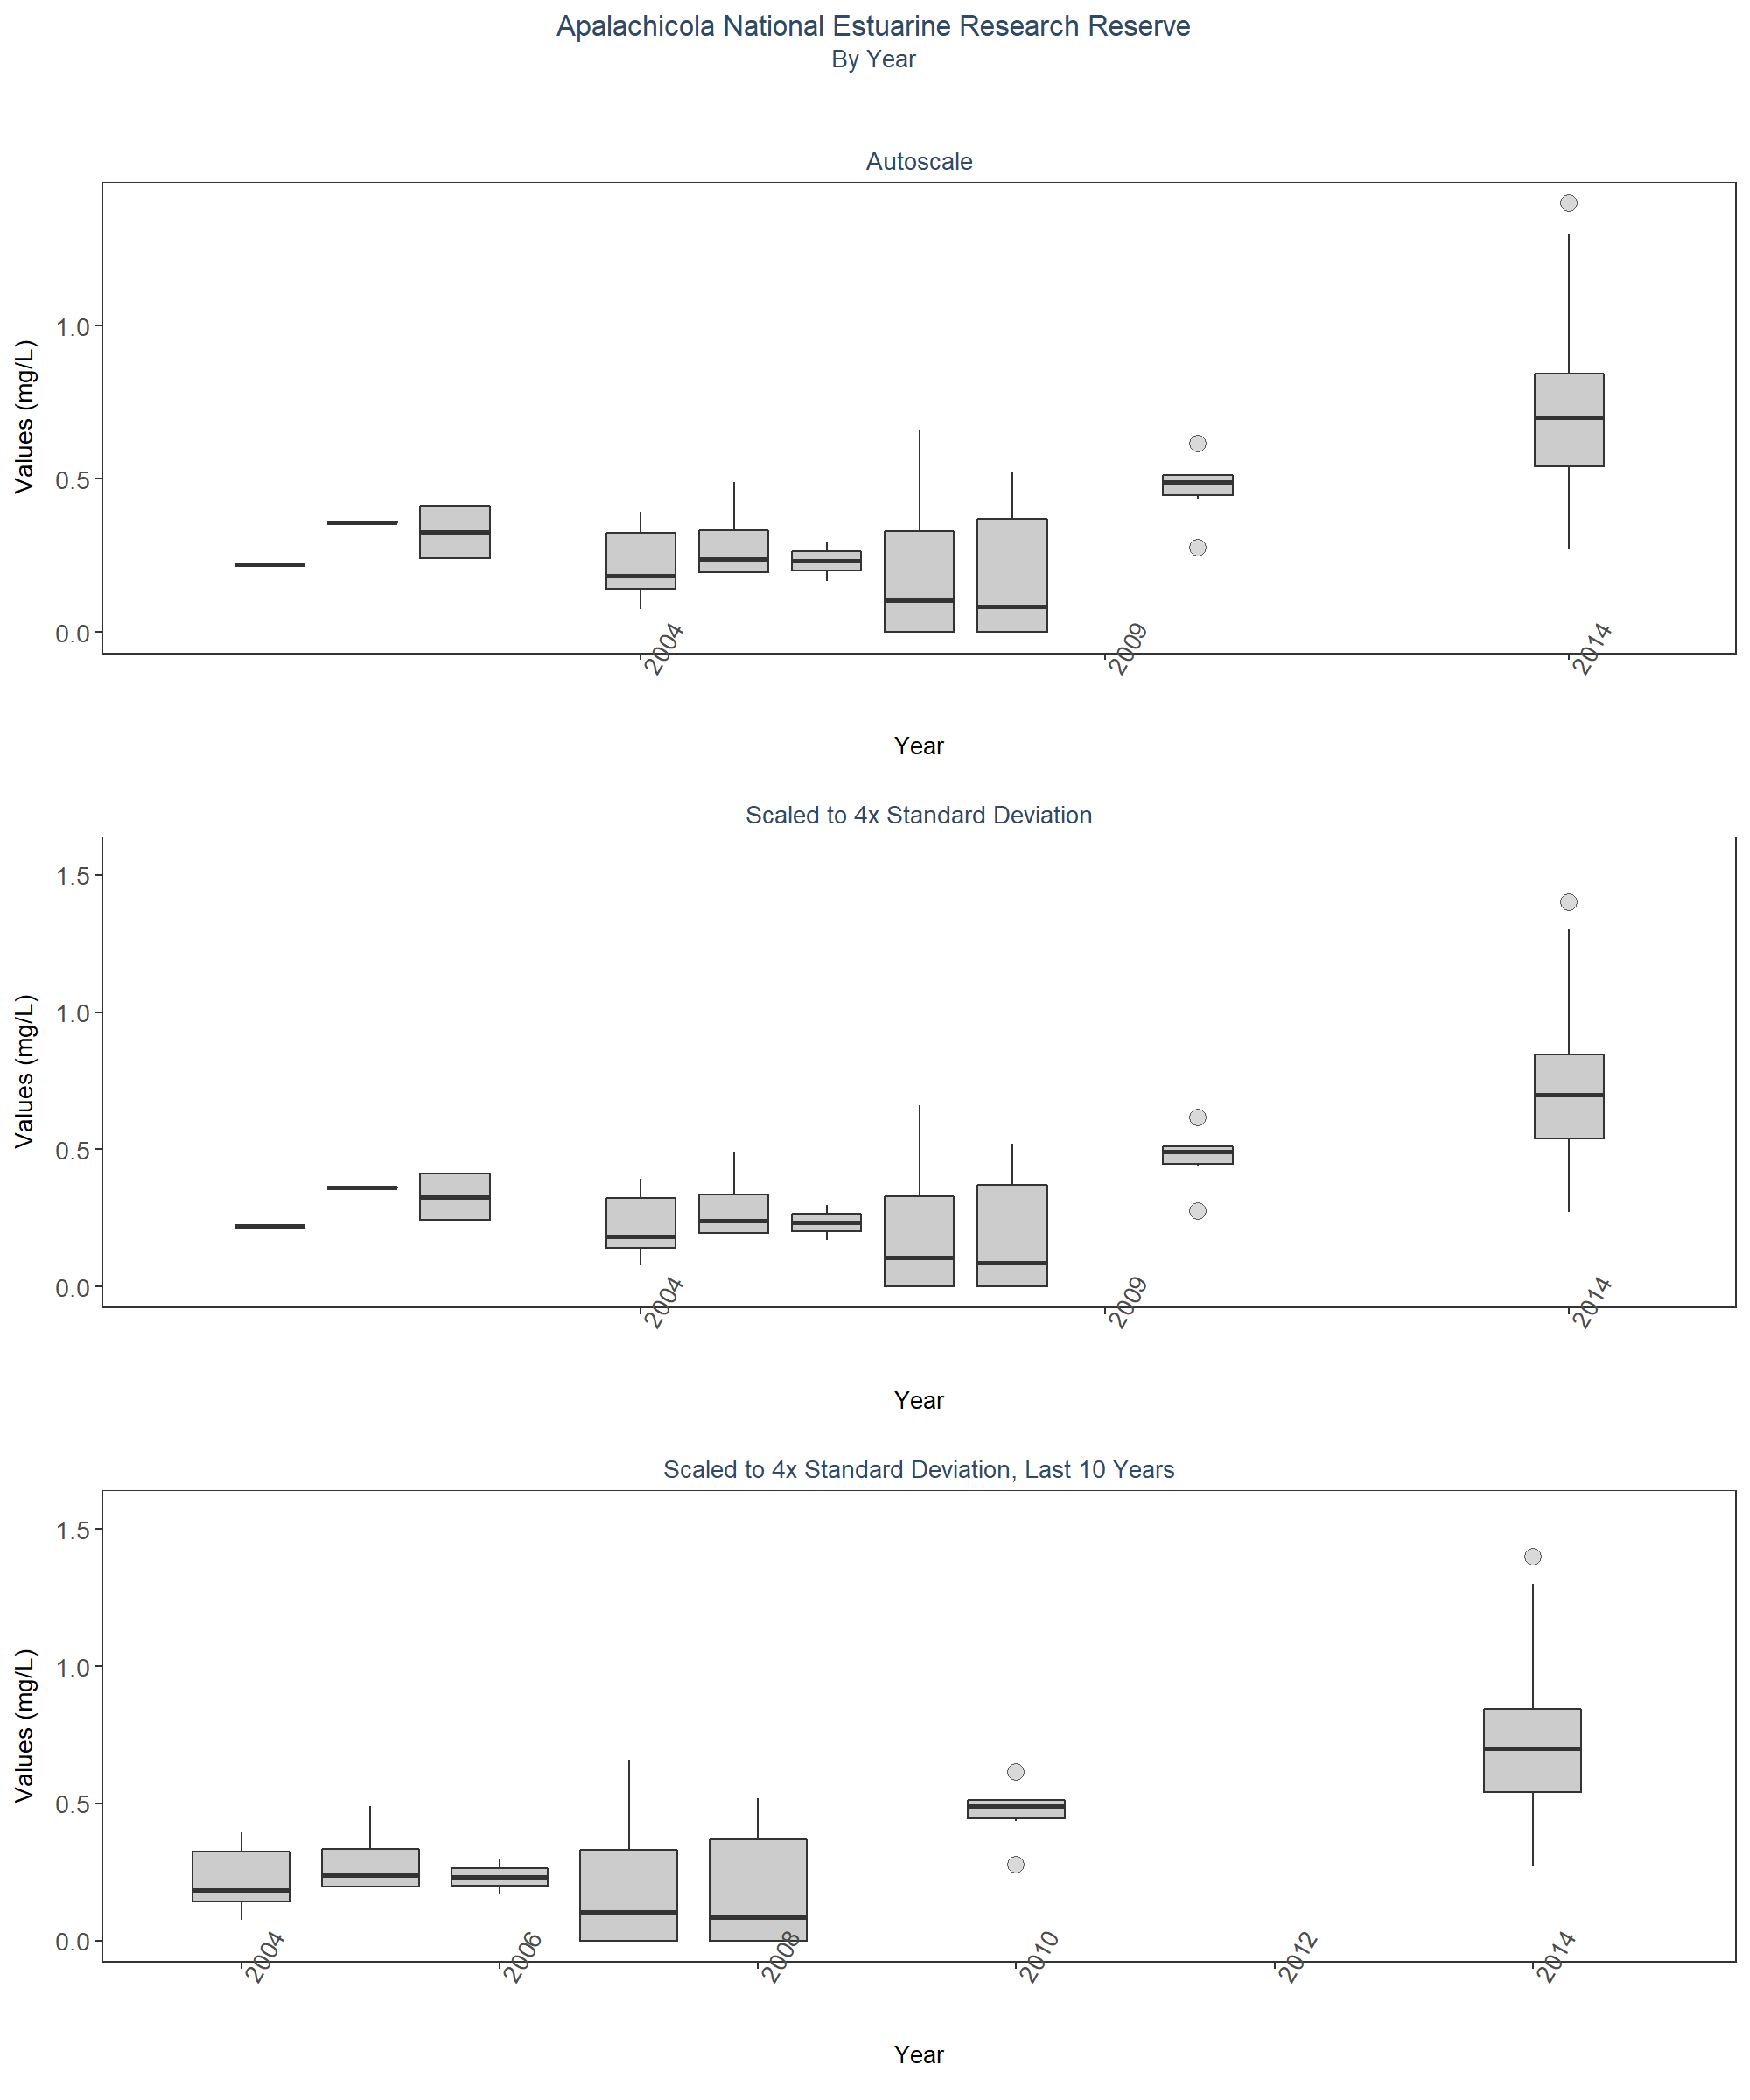 Apalachicola National Estuarine Research Reserve
By Year
Autoscale
Values (mg/L)
1.0
0.5
0.0
2004 2009 2014
Year
Scaled to 4x Standard Deviation
Values (mg/L)
1.5
1.0
0.5
0.0
2004 2009 2014
Year
Scaled to 4x Standard Deviation, Last 10 Years
Values (mg/L)
1.5
1.0
0.5
0.0
2004 2006 2008 2010 2012 2014
Year